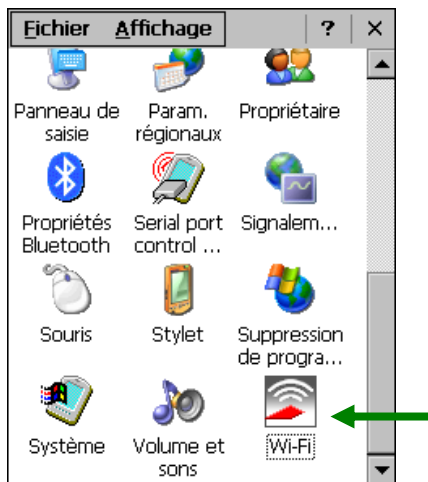 Fichier Affichage ? ×
Panneau de saisie
Param. régionaux
Propriétaire
Propriétés Bluetooth
Serial port control ...
Signalem...
Souris
Stylet
Suppression de progra...
Système
Volume et sons
Wi-Fi